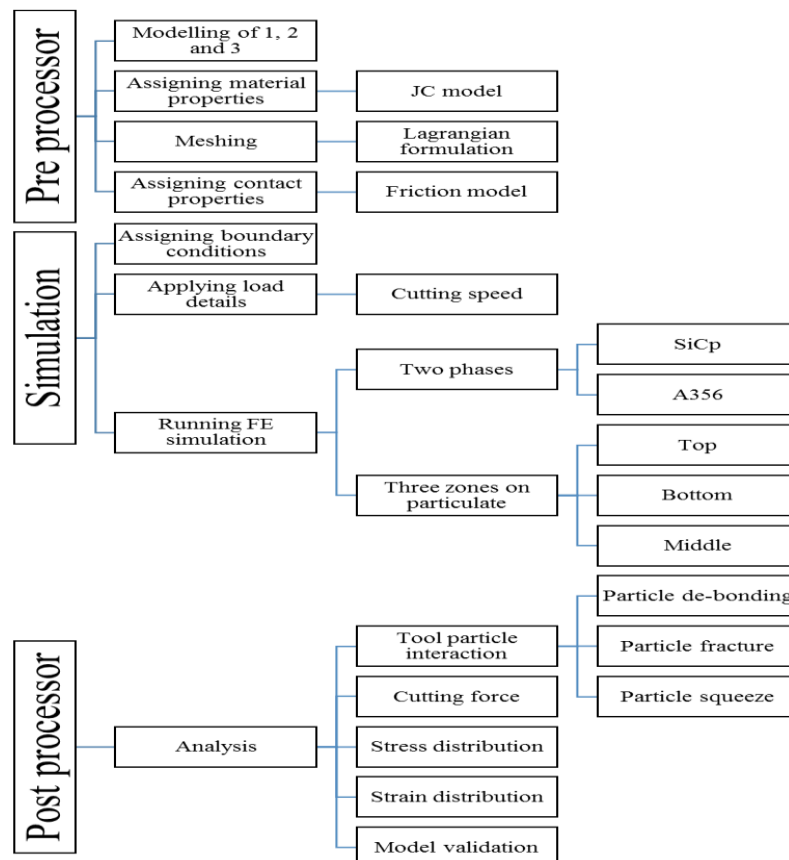 Pre processor
Modelling of 1, 2
and 3
Assigning material
properties
JC model
Meshing
Lagrangian
formulation
Assigning contact
properties
Friction model
Simulation
Assigning boundary
conditions
Applying load
details
Cutting speed
Running FE
simulation
Two phases
SiCp
A356
Three zones on
particulate
Top
Bottom
Middle
Post processor
Analysis
Tool particle
interaction
Particle de-bonding
Particle fracture
Particle squeeze
Cutting force
Stress distribution
Strain distribution
Model validation